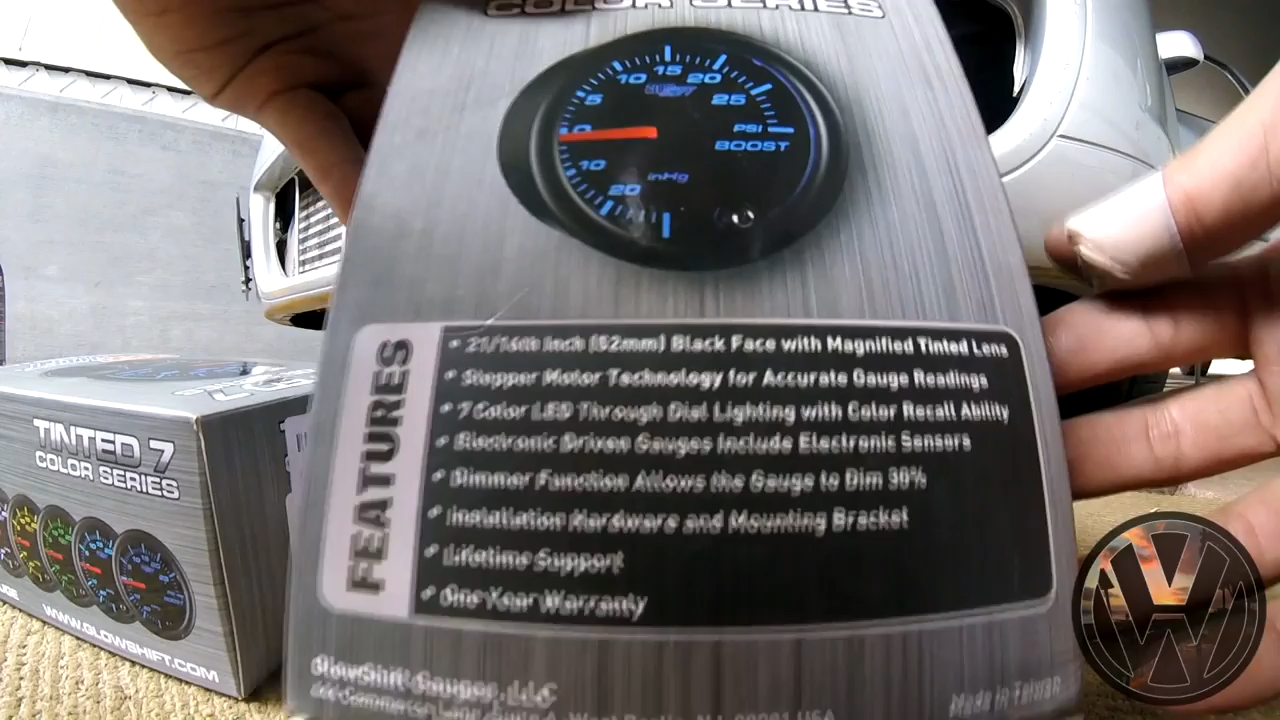 COLOR SERIES
15
10 20
5 25
0 PSI
BOOST
10
inHg
20
FEATURES
• 21/16th Inch (52mm) Black Face with Magnified Tinted Lens
• Stepper Motor Technology for Accurate Gauge Readings
• 7 Color LED Through Dial Lighting with Color Recall Ability
• Electronic Driven Gauges Include Electronic Sensors
• Dimmer Function Allows the Gauge to Dim 30%
• Installation Hardware and Mounting Bracket
• Lifetime Support
• One Year Warranty
GlowShift Gauges, LLC
Made in Taiwan
TINTED 7
COLOR SERIES
WWW.GLOWSHIFT.COM